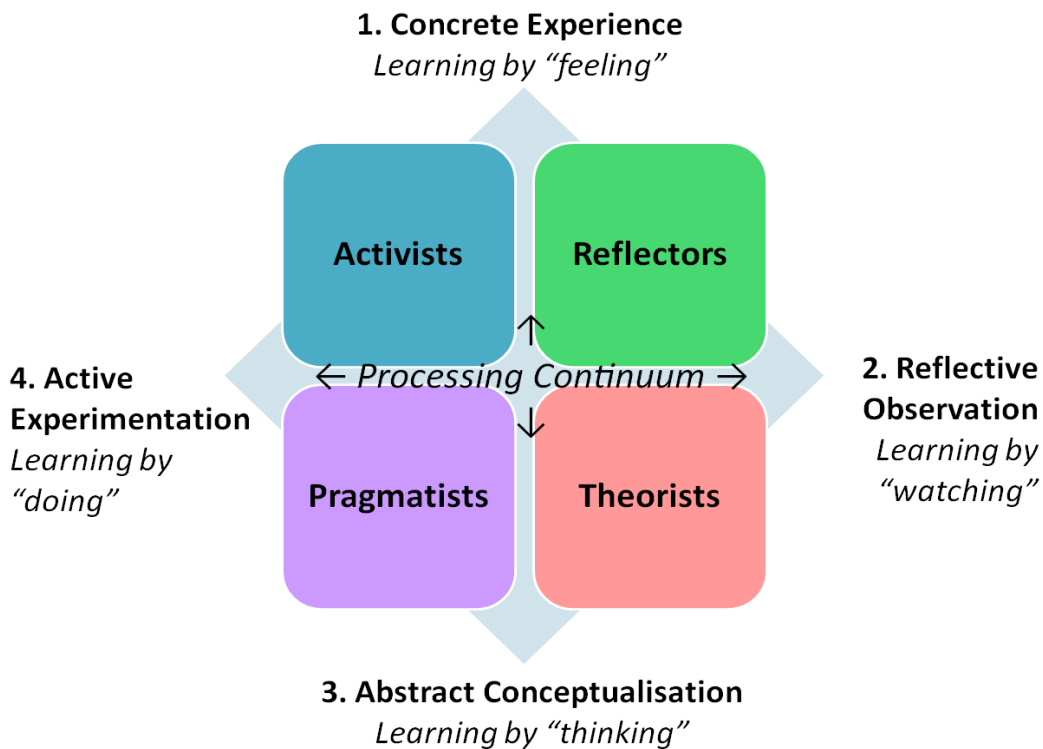 1. Concrete Experience
Learning by “feeling”
Activists
Reflectors
← Processing Continuum →
4. Active
Experimentation
Learning by
“doing”
2. Reflective
Observation
Learning by
“watching”
Pragmatists
Theorists
3. Abstract Conceptualisation
Learning by “thinking”